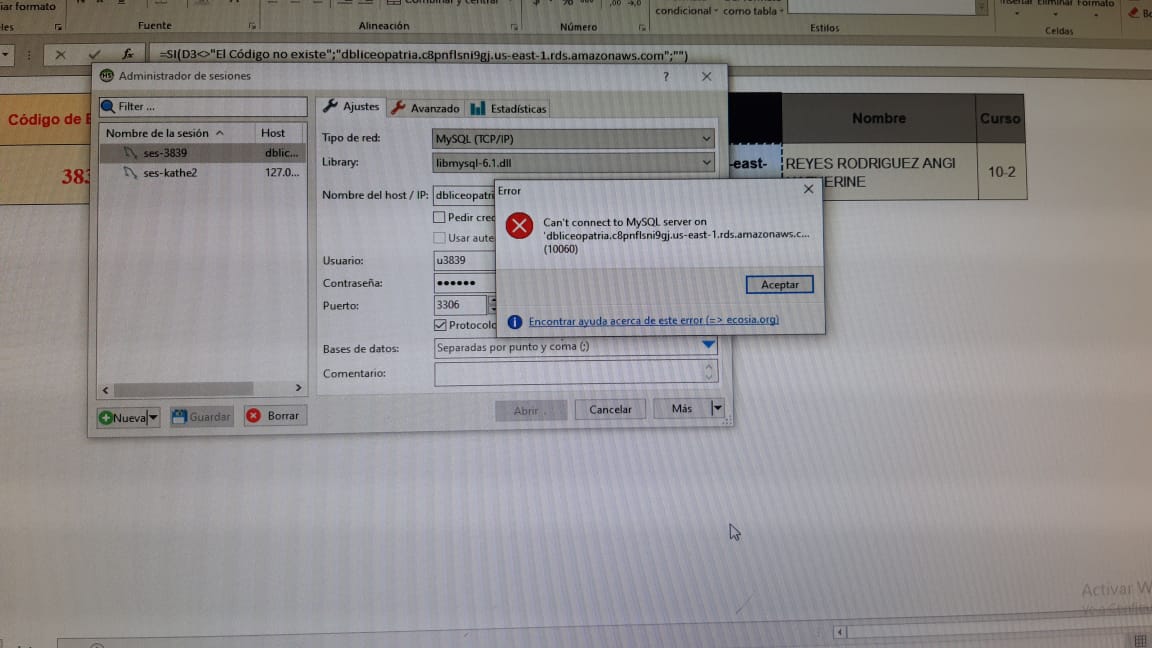 iar formato
Combinar y centrar
Insertar Eliminar Formato
Fuente
Alineación
Número
condicional
como tabla
Estilos
Celdas
fx
=SI(D3<>"El Código no existe";"dbliceopatria.c8pnflsni9gj.us-east-1.rds.amazonaws.com";"")
Administrador de sesiones
?
Filter ...
Ajustes
Avanzado
Estadísticas
Código de
Nombre de la sesión
Host
Nombre
Curso
Tipo de red:
MySQL (TCP/IP)
ses-3839
dblic...
Library:
libmysql-6.1.dll
-east-
REYES RODRIGUEZ ANGI
10-2
383
ses-kathe2
127.0...
Nombre del host / IP:
dbliceopatri
Error
Pedir cre
Can't connect to MySQL server on
Usar aute
'dbliceopatria.c8pnflsni9gj.us-east-1.rds.amazonaws.c...
(10060)
Usuario:
u3839
Contraseña:
Aceptar
Puerto:
3306
Protocolo
Encontrar ayuda acerca de este error (=> ecosia.org)
Bases de datos:
Separadas por punto y coma (;)
Comentario:
Nueva
Guardar
Borrar
Abrir
Cancelar
Más
Activar W